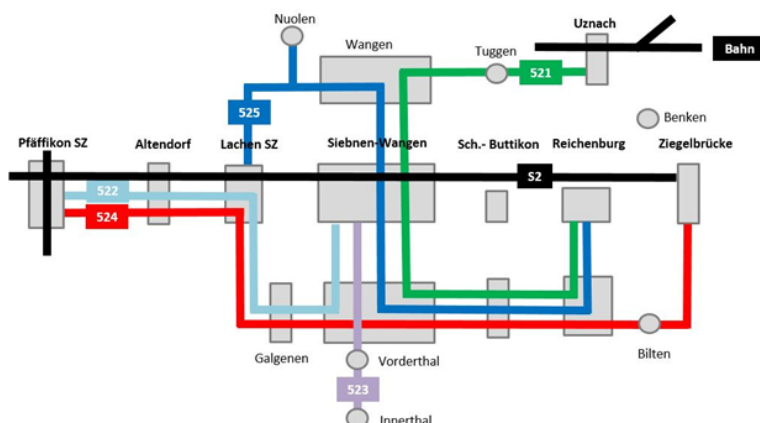 Nuolen
Wangen
Uznach
Tuggen
521
Bahn
525
Benken
Pfäffikon SZ
Altendorf
Lachen SZ
Siebnen-Wangen
Sch.- Buttikon
Reichenburg
Ziegelbrücke
S2
522
524
Galgenen
Vorderthal
Bilten
523
Innerthal